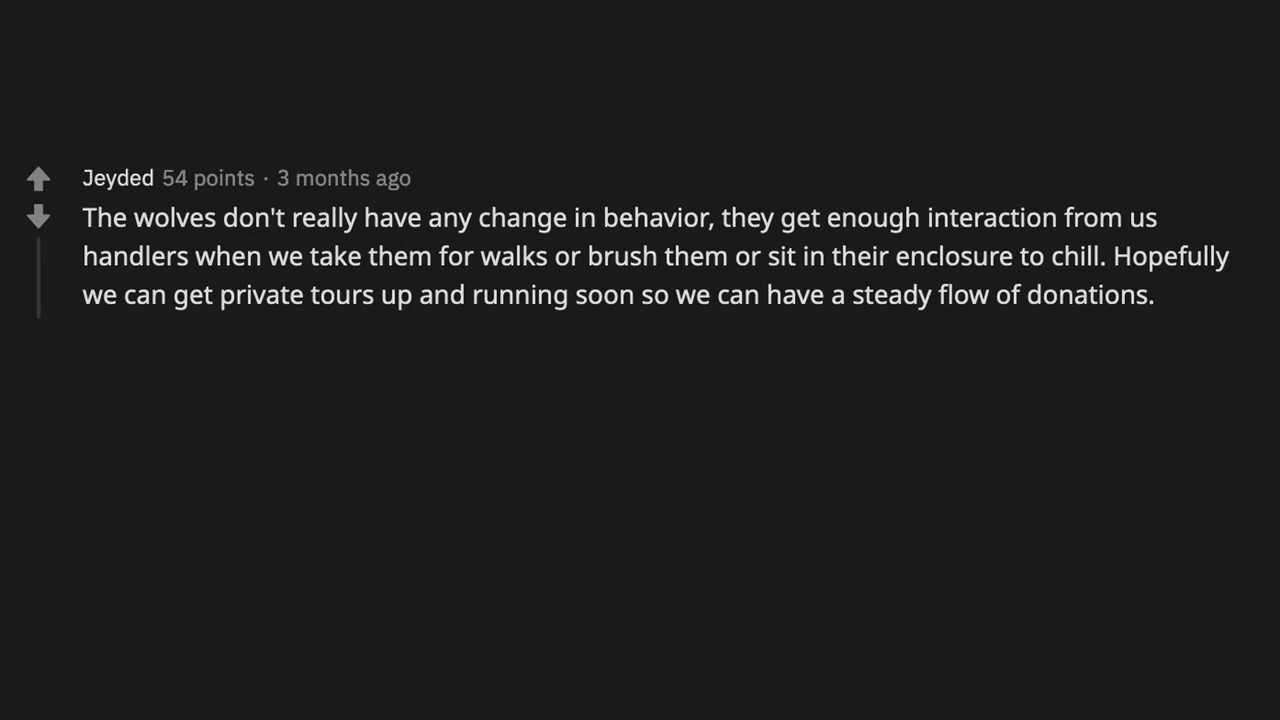 Jeyded 54 points · 3 months ago
The wolves don't really have any change in behavior, they get enough interaction from us
handlers when we take them for walks or brush them or sit in their enclosure to chill. Hopefully
we can get private tours up and running soon so we can have a steady flow of donations.